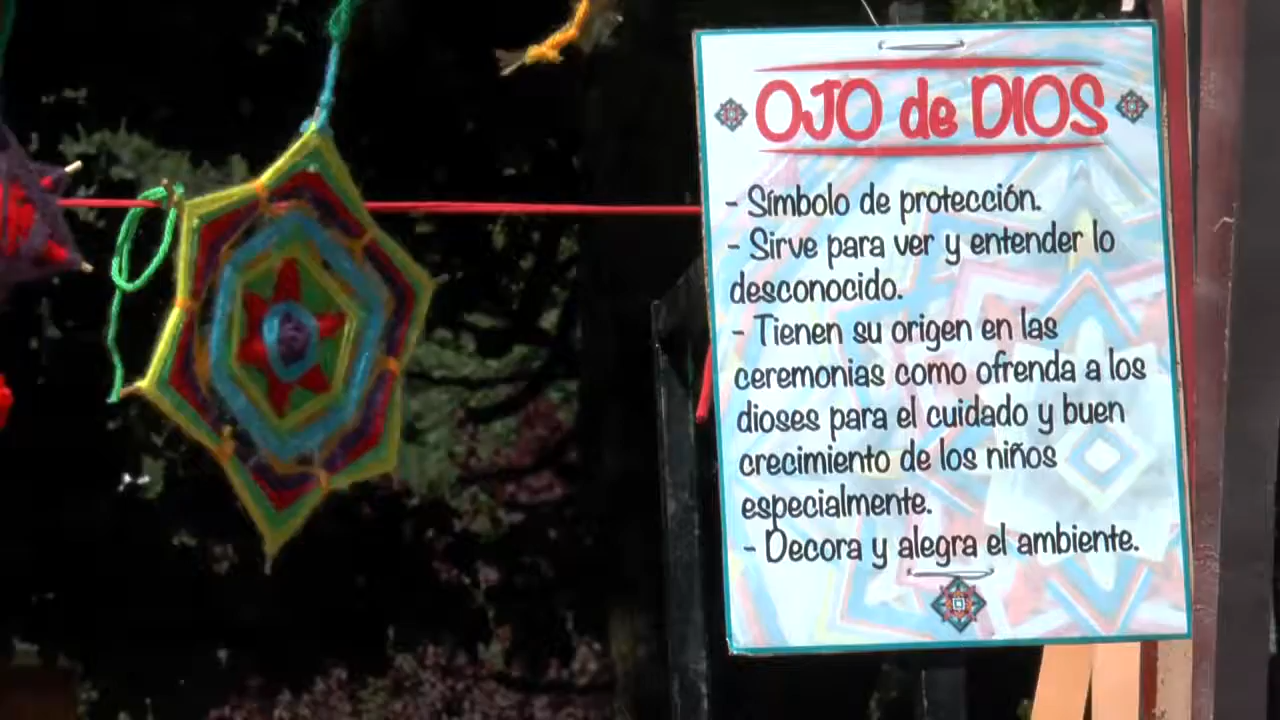 OJO de DIOS
- Símbolo de protección.
- Sirve para ver y entender lo
desconocido.
- Tienen su origen en las
ceremonias como ofrenda a los
dioses para el cuidado y buen
crecimiento de los niños
especialmente.
- Decora y alegra el ambiente.